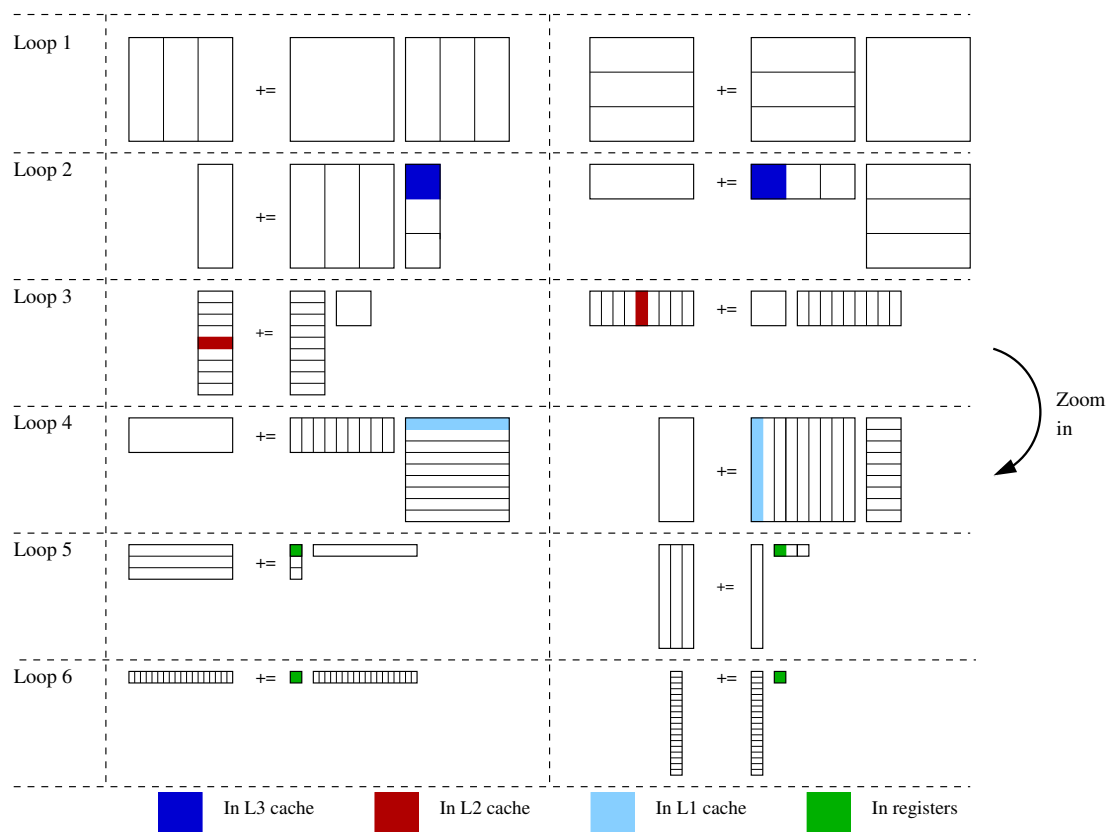 Loop 1
+=
+=
Loop 2
+=
+=
Loop 3
+=
+=
Loop 4
+=
+=
Loop 5
+=
+=
Loop 6
+=
+=
Zoom
in
In L3 cache
In L2 cache
In L1 cache
In registers